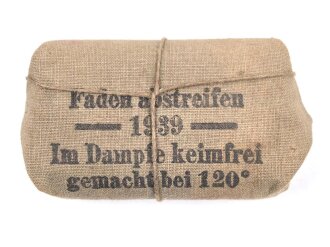 Faden abstreifen
— 1939 —
Im Dampfe keimfrei
gemacht bei 120°